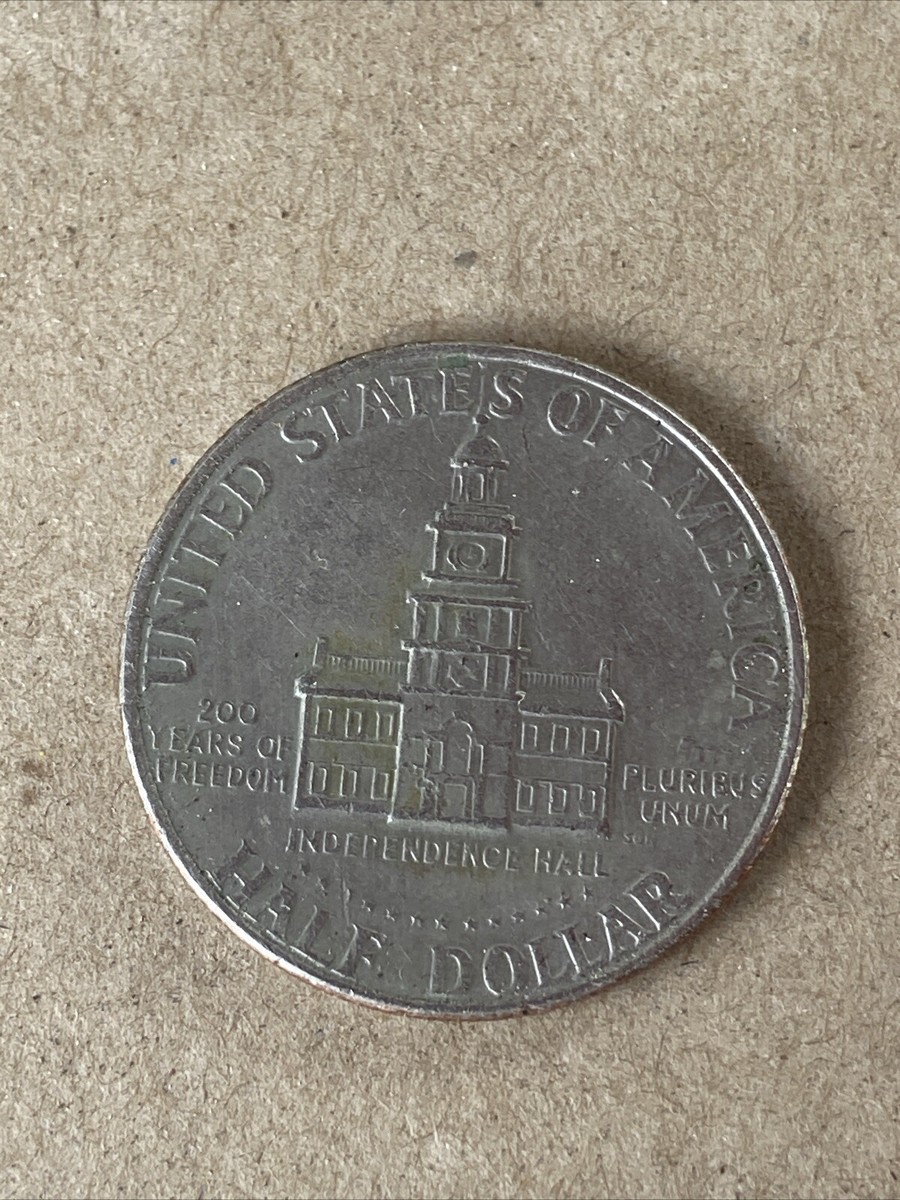 UNITED STATES OF AMERICA
200
YEARS OF
FREEDOM
PLURIBUS
UNUM
INDEPENDENCE HALL
HALF DOLLAR